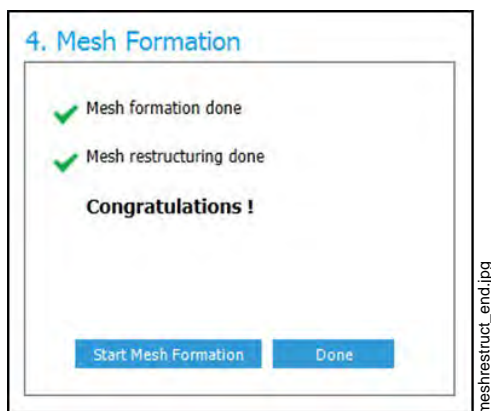 4. Mesh Formation
Mesh formation done
Mesh restructuring done
Congratulations !
Start Mesh Formation
Done
meshrestruct_end.jpg